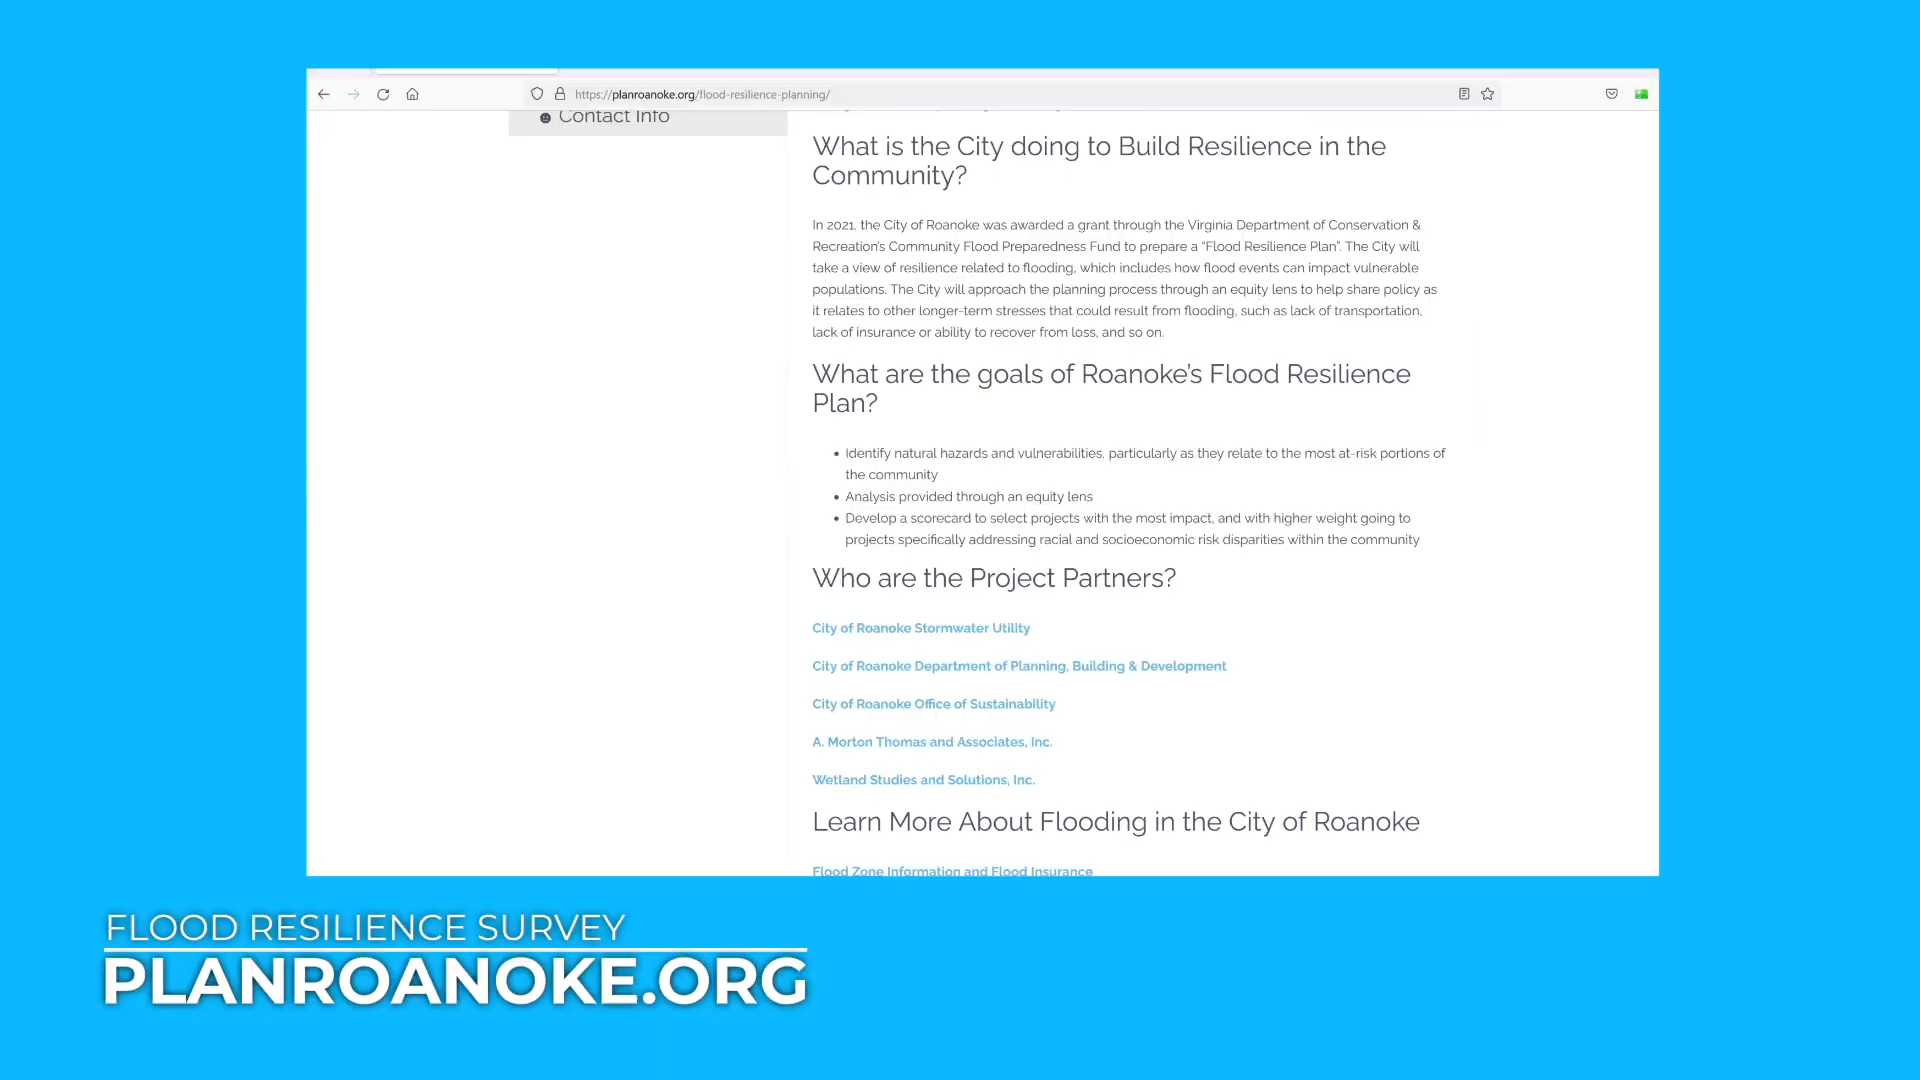 https://planroanoke.org/flood-resilience-planning/
Contact Info
What is the City doing to Build Resilience in the
Community?
In 2021, the City of Roanoke was awarded a grant through the Virginia Department of Conservation &
Recreation's Community Flood Preparedness Fund to prepare a “Flood Resilience Plan”. The City will
take a view of resilience related to flooding, which includes how flood events can impact vulnerable
populations. The City will approach the planning process through an equity lens to help share policy as
it relates to other longer-term stresses that could result from flooding, such as lack of transportation,
lack of insurance or ability to recover from loss, and so on.
What are the goals of Roanoke's Flood Resilience
Plan?
• Identify natural hazards and vulnerabilities, particularly as they relate to the most at-risk portions of
the community
• Analysis provided through an equity lens
• Develop a scorecard to select projects with the most impact, and with higher weight going to
projects specifically addressing racial and socioeconomic risk disparities within the community
Who are the Project Partners?
City of Roanoke Stormwater Utility
City of Roanoke Department of Planning, Building & Development
City of Roanoke Office of Sustainability
A. Morton Thomas and Associates, Inc.
Wetland Studies and Solutions, Inc.
Learn More About Flooding in the City of Roanoke
Flood Zone Information and Flood Insurance
FLOOD RESILIENCE SURVEY
PLANROANOKE.ORG